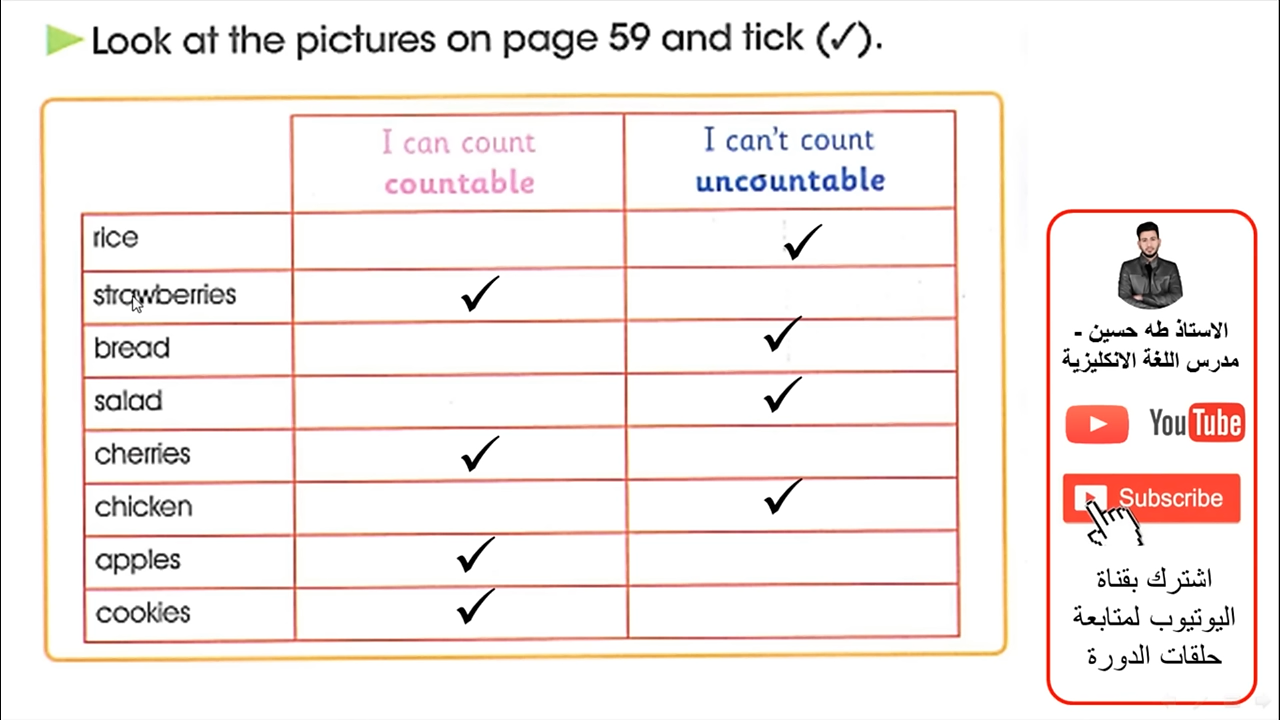 Look at the pictures on page 59 and tick (✓).
I can count
countable
I can't count
uncountable
rice ✓
strawberries ✓
bread ✓
salad ✓
cherries ✓
chicken ✓
apples ✓
cookies ✓
الاستاذ طه حسين -
مدرس اللغة الانكليزية
YouTube
Subscribe
اشترك بقناة
اليوتيوب لمتابعة
حلقات الدورة